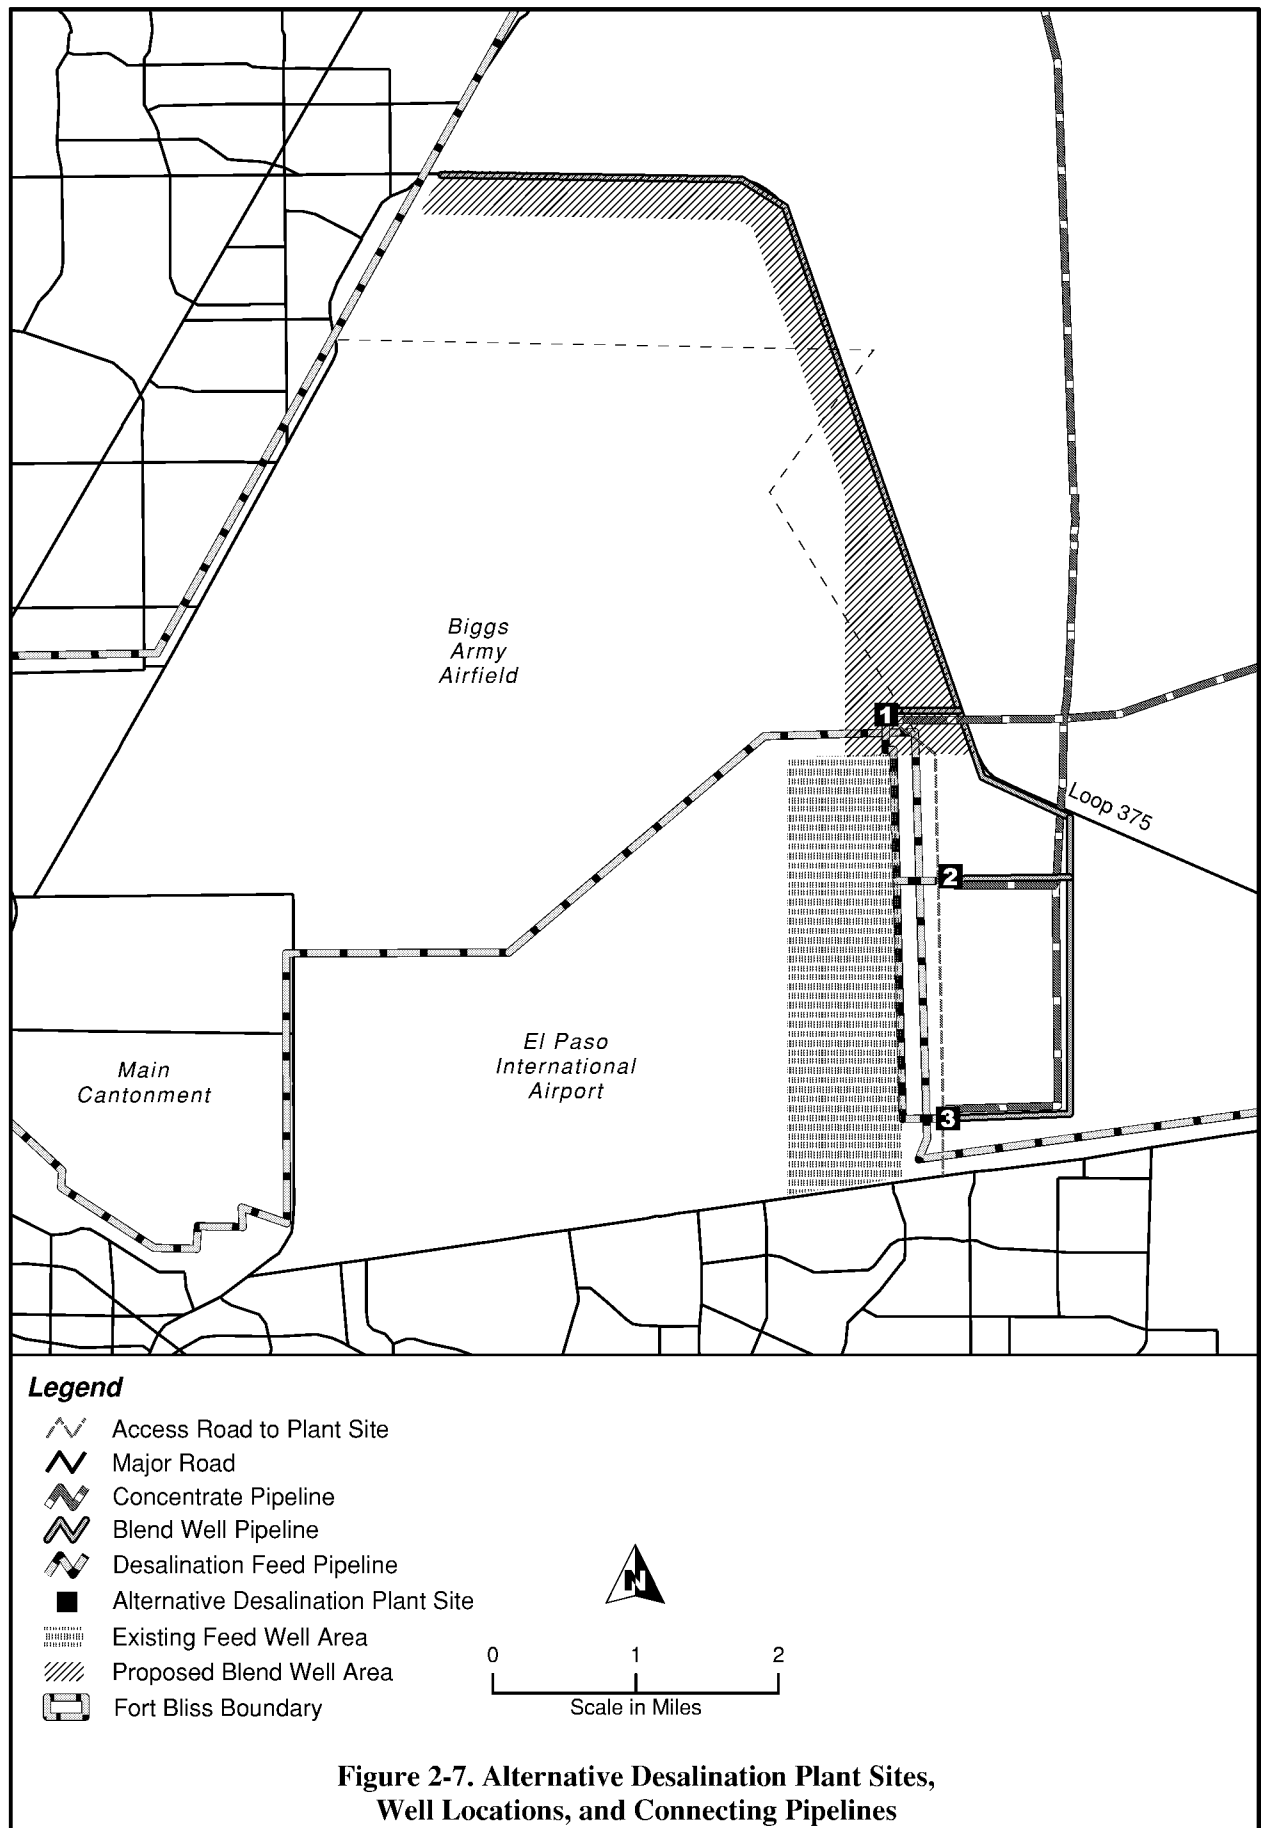 Biggs
Army
Airfield
1
Loop 375
2
El Paso
International
Airport
Main
Cantonment
3
Legend
Access Road to Plant Site
Major Road
Concentrate Pipeline
Blend Well Pipeline
Desalination Feed Pipeline
Alternative Desalination Plant Site
Existing Feed Well Area
Proposed Blend Well Area
Fort Bliss Boundary
N
0 1 2
Scale in Miles
Figure 2-7. Alternative Desalination Plant Sites,
Well Locations, and Connecting Pipelines